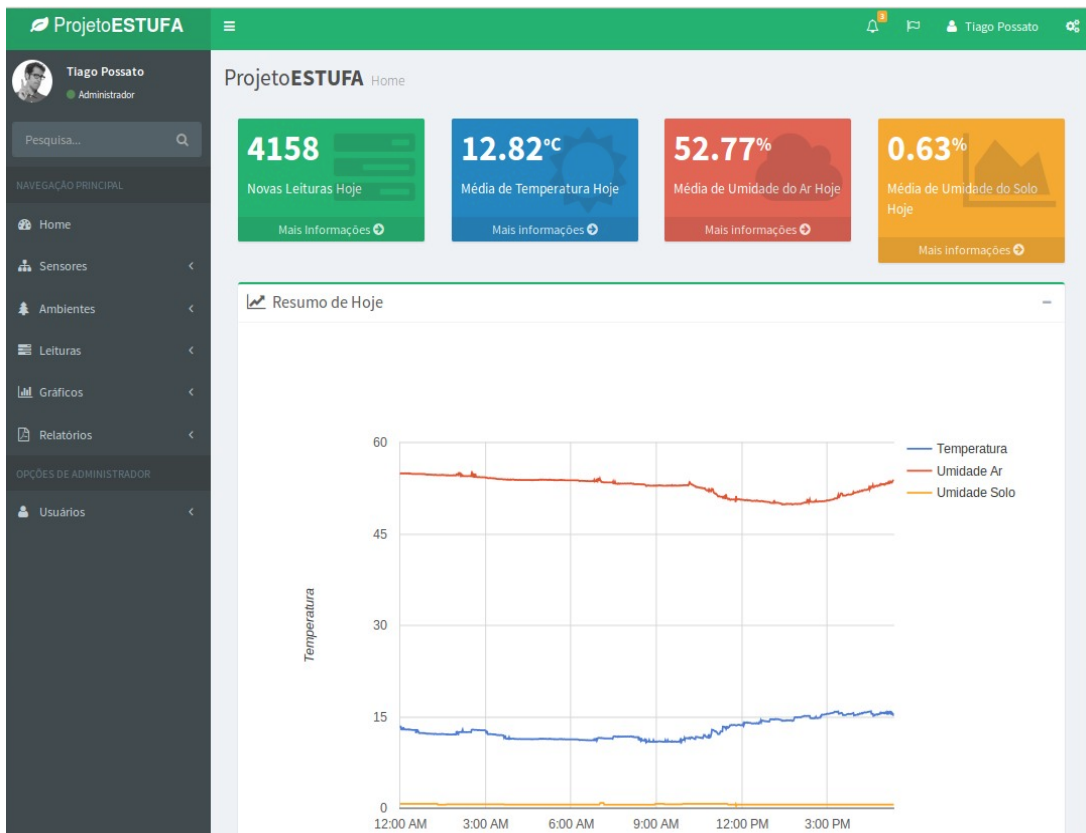 ProjetoESTUFA
3
Tiago Possato
Tiago Possato
Administrador
Pesquisa...
NAVEGAÇÃO PRINCIPAL
Home
Sensores
Ambientes
Leituras
Gráficos
Relatórios
OPÇÕES DE ADMINISTRADOR
Usuários
ProjetoESTUFA Home
4158
Novas Leituras Hoje
Mais Informações
12.82°C
Média de Temperatura Hoje
Mais informações
52.77%
Média de Umidade do Ar Hoje
Mais informações
0.63%
Média de Umidade do Solo
Hoje
Mais informações
Resumo de Hoje
60
45
30
15
0
Temperatura
12:00 AM
3:00 AM
6:00 AM
9:00 AM
12:00 PM
3:00 PM
Temperatura
Umidade Ar
Umidade Solo